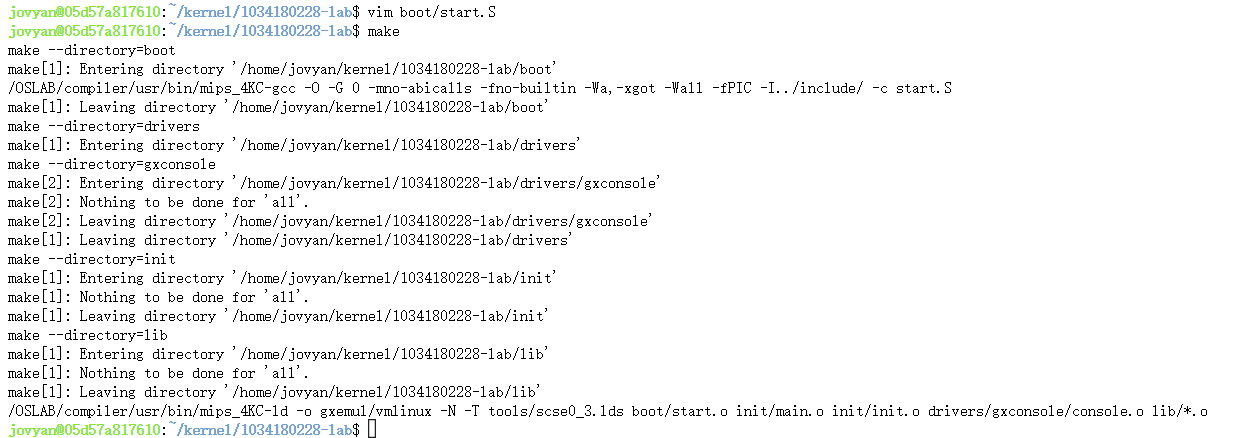 jovyan@05d57a817610:~/kernel/1034180228-lab$ vim boot/start.S
jovyan@05d57a817610:~/kernel/1034180228-lab$ make
make --directory=boot
make[1]: Entering directory '/home/jovyan/kernel/1034180228-lab/boot'
/OSLAB/compiler/usr/bin/mips_4KC-gcc -O -G 0 -mno-abicalls -fno-builtin -Wa,-xgot -Wall -fPIC -I../include/ -c start.S
make[1]: Leaving directory '/home/jovyan/kernel/1034180228-lab/boot'
make --directory=drivers
make[1]: Entering directory '/home/jovyan/kernel/1034180228-lab/drivers'
make --directory=gxconsole
make[2]: Entering directory '/home/jovyan/kernel/1034180228-lab/drivers/gxconsole'
make[2]: Nothing to be done for 'all'.
make[2]: Leaving directory '/home/jovyan/kernel/1034180228-lab/drivers/gxconsole'
make[1]: Leaving directory '/home/jovyan/kernel/1034180228-lab/drivers'
make --directory=init
make[1]: Entering directory '/home/jovyan/kernel/1034180228-lab/init'
make[1]: Nothing to be done for 'all'.
make[1]: Leaving directory '/home/jovyan/kernel/1034180228-lab/init'
make --directory=lib
make[1]: Entering directory '/home/jovyan/kernel/1034180228-lab/lib'
make[1]: Nothing to be done for 'all'.
make[1]: Leaving directory '/home/jovyan/kernel/1034180228-lab/lib'
/OSLAB/compiler/usr/bin/mips_4KC-ld -o gxemul/vmlinux -N -T tools/scse0_3.lds boot/start.o init/main.o init/init.o drivers/gxconsole/console.o lib/*.o
jovyan@05d57a817610:~/kernel/1034180228-lab$